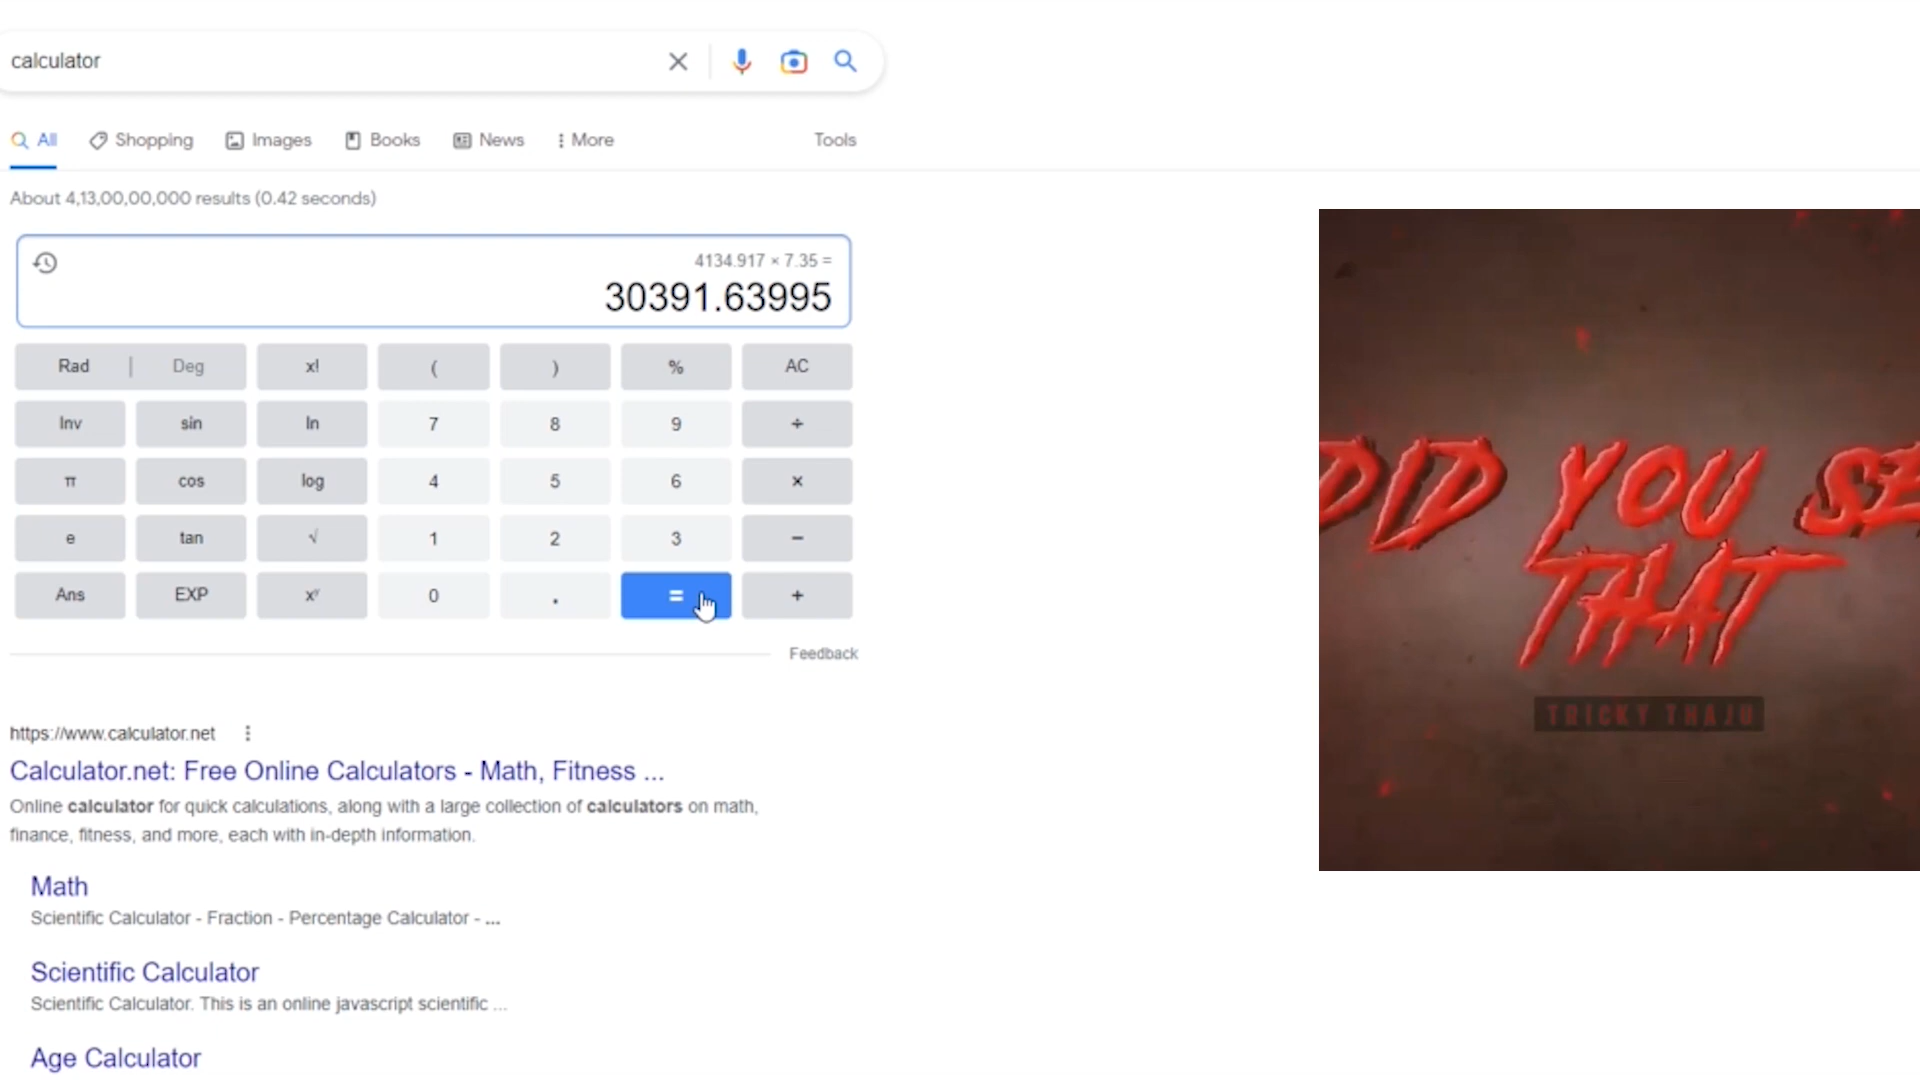 calculator
All Shopping Images Books News More Tools
About 4,13,00,00,000 results (0.42 seconds)
4134.917 × 7.35 =
30391.63995
Rad | Deg x! ( ) % AC
Inv sin ln 7 8 9 ÷
π cos log 4 5 6 ×
e tan √ 1 2 3 −
Ans EXP xʸ 0 . = +
Feedback
https://www.calculator.net
Calculator.net: Free Online Calculators - Math, Fitness ...
Online calculator for quick calculations, along with a large collection of calculators on math,
finance, fitness, and more, each with in-depth information.
Math
Scientific Calculator - Fraction - Percentage Calculator - ...
Scientific Calculator
Scientific Calculator. This is an online javascript scientific ...
Age Calculator
DID YOU SE
THAT
TRICKY THAJU